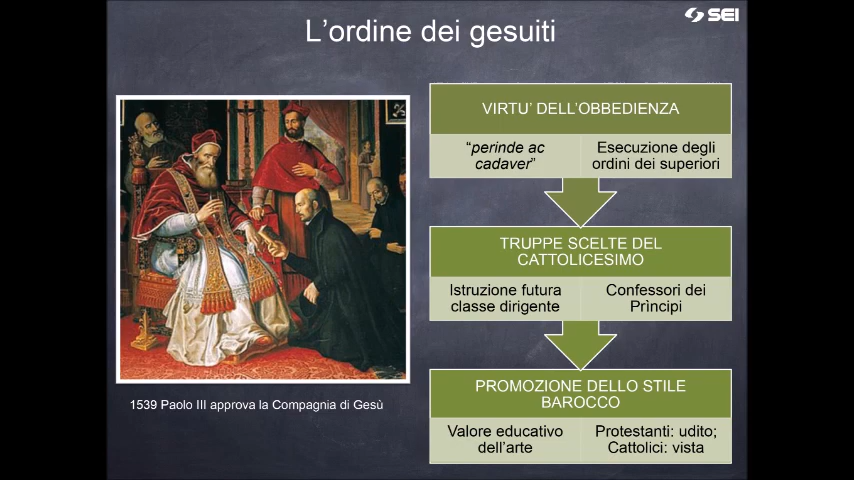 SEI
L'ordine dei gesuiti
VIRTU' DELL'OBBEDIENZA
“perinde ac
cadaver”
Esecuzione degli
ordini dei superiori
TRUPPE SCELTE DEL
CATTOLICESIMO
Istruzione futura
classe dirigente
Confessori dei
Prìncipi
PROMOZIONE DELLO STILE
BAROCCO
Valore educativo
dell'arte
Protestanti: udito;
Cattolici: vista
1539 Paolo III approva la Compagnia di Gesù